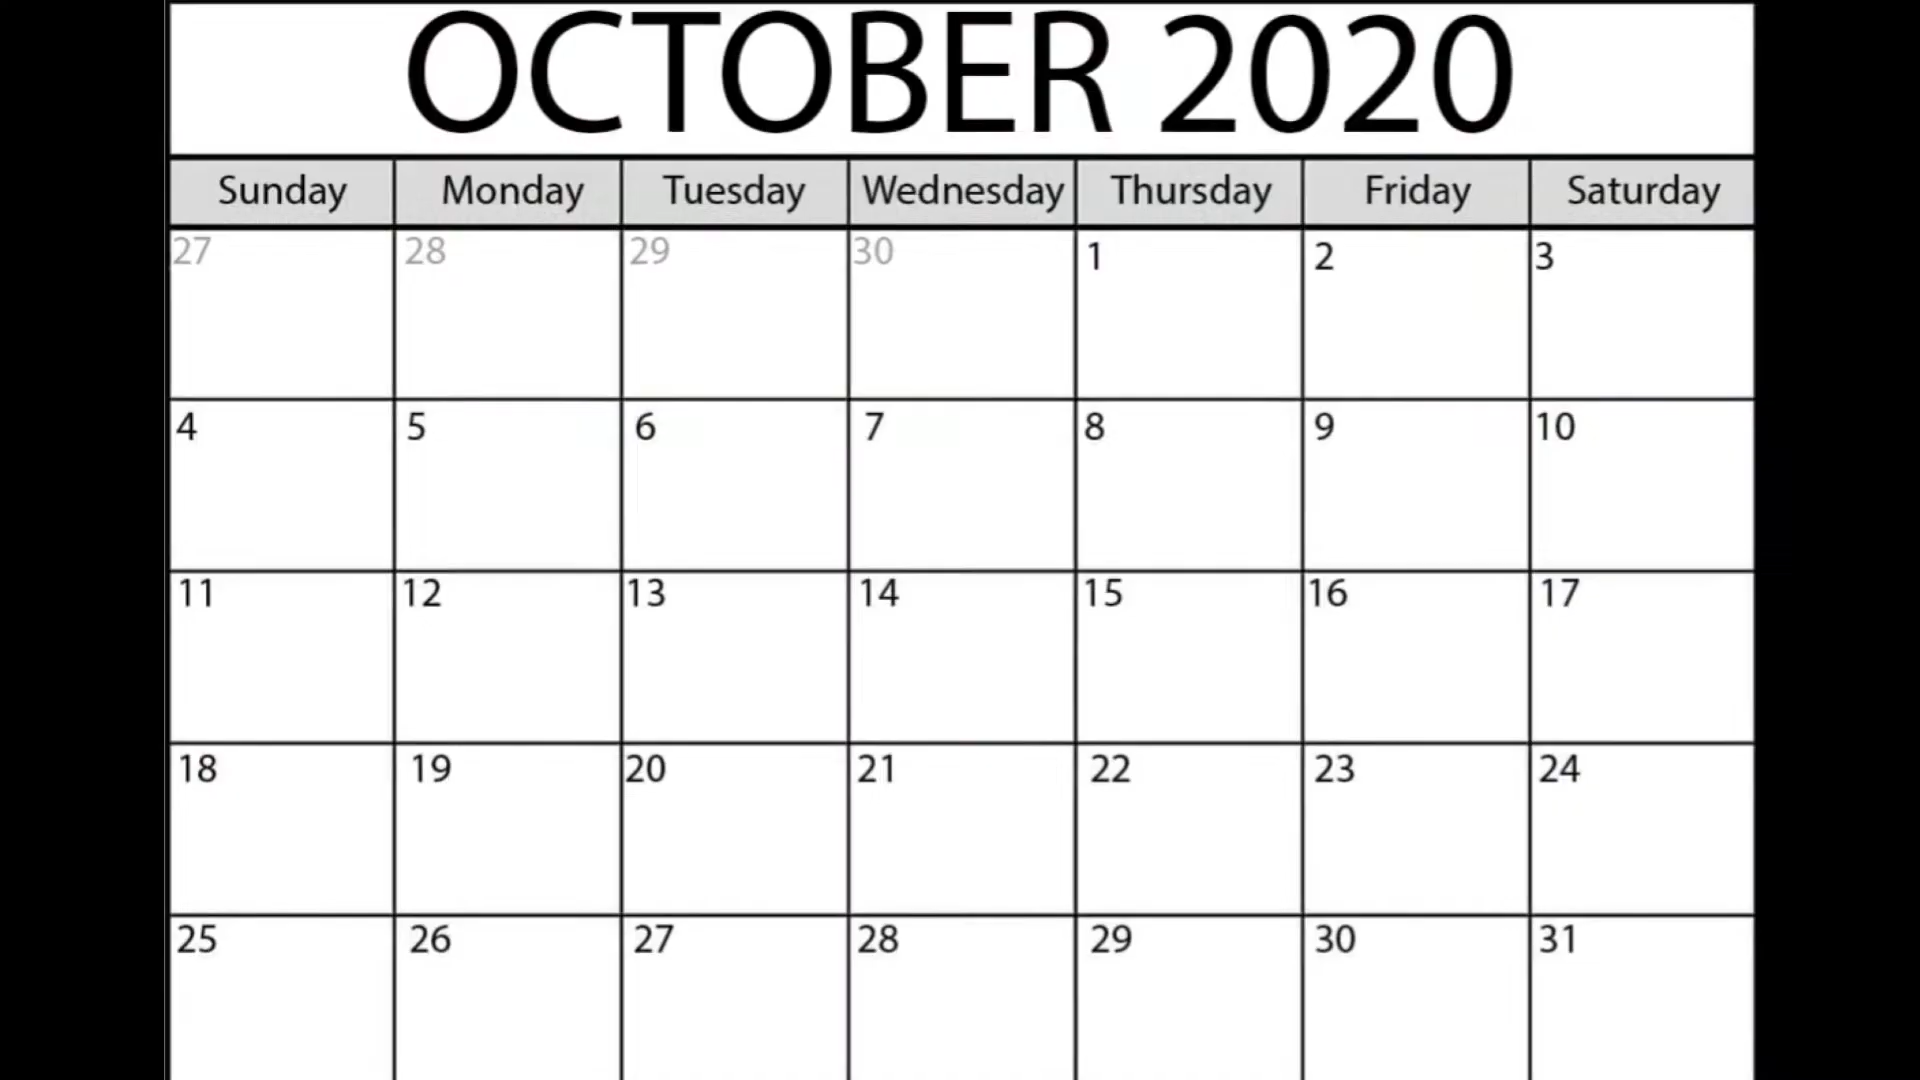 OCTOBER 2020
Sunday Monday Tuesday Wednesday Thursday Friday Saturday
27 28 29 30 1 2 3
4 5 6 7 8 9 10
11 12 13 14 15 16 17
18 19 20 21 22 23 24
25 26 27 28 29 30 31